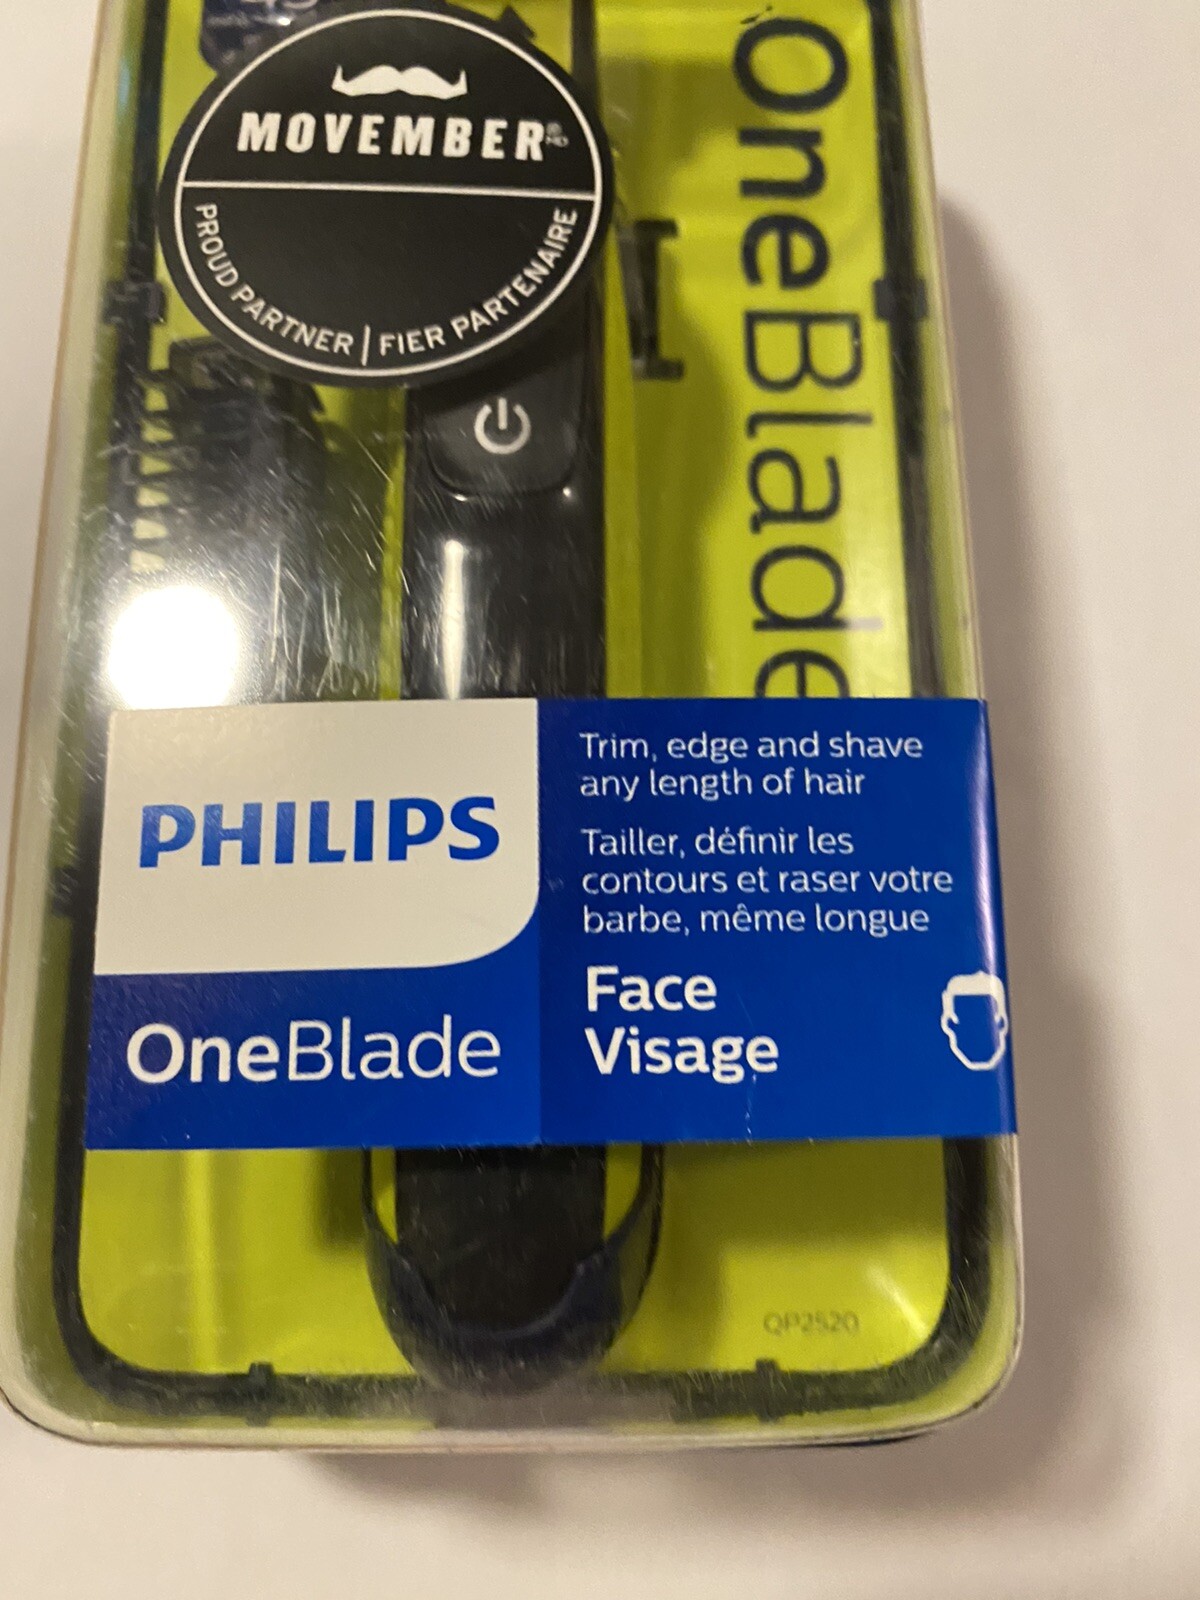 MOVEMBER
PROUD PARTNER | FIER PARTENAIRE
OneBlade
PHILIPS
OneBlade
Trim, edge and shave
any length of hair
Tailler, définir les
contours et raser votre
barbe, même longue
Face
Visage
QP2520